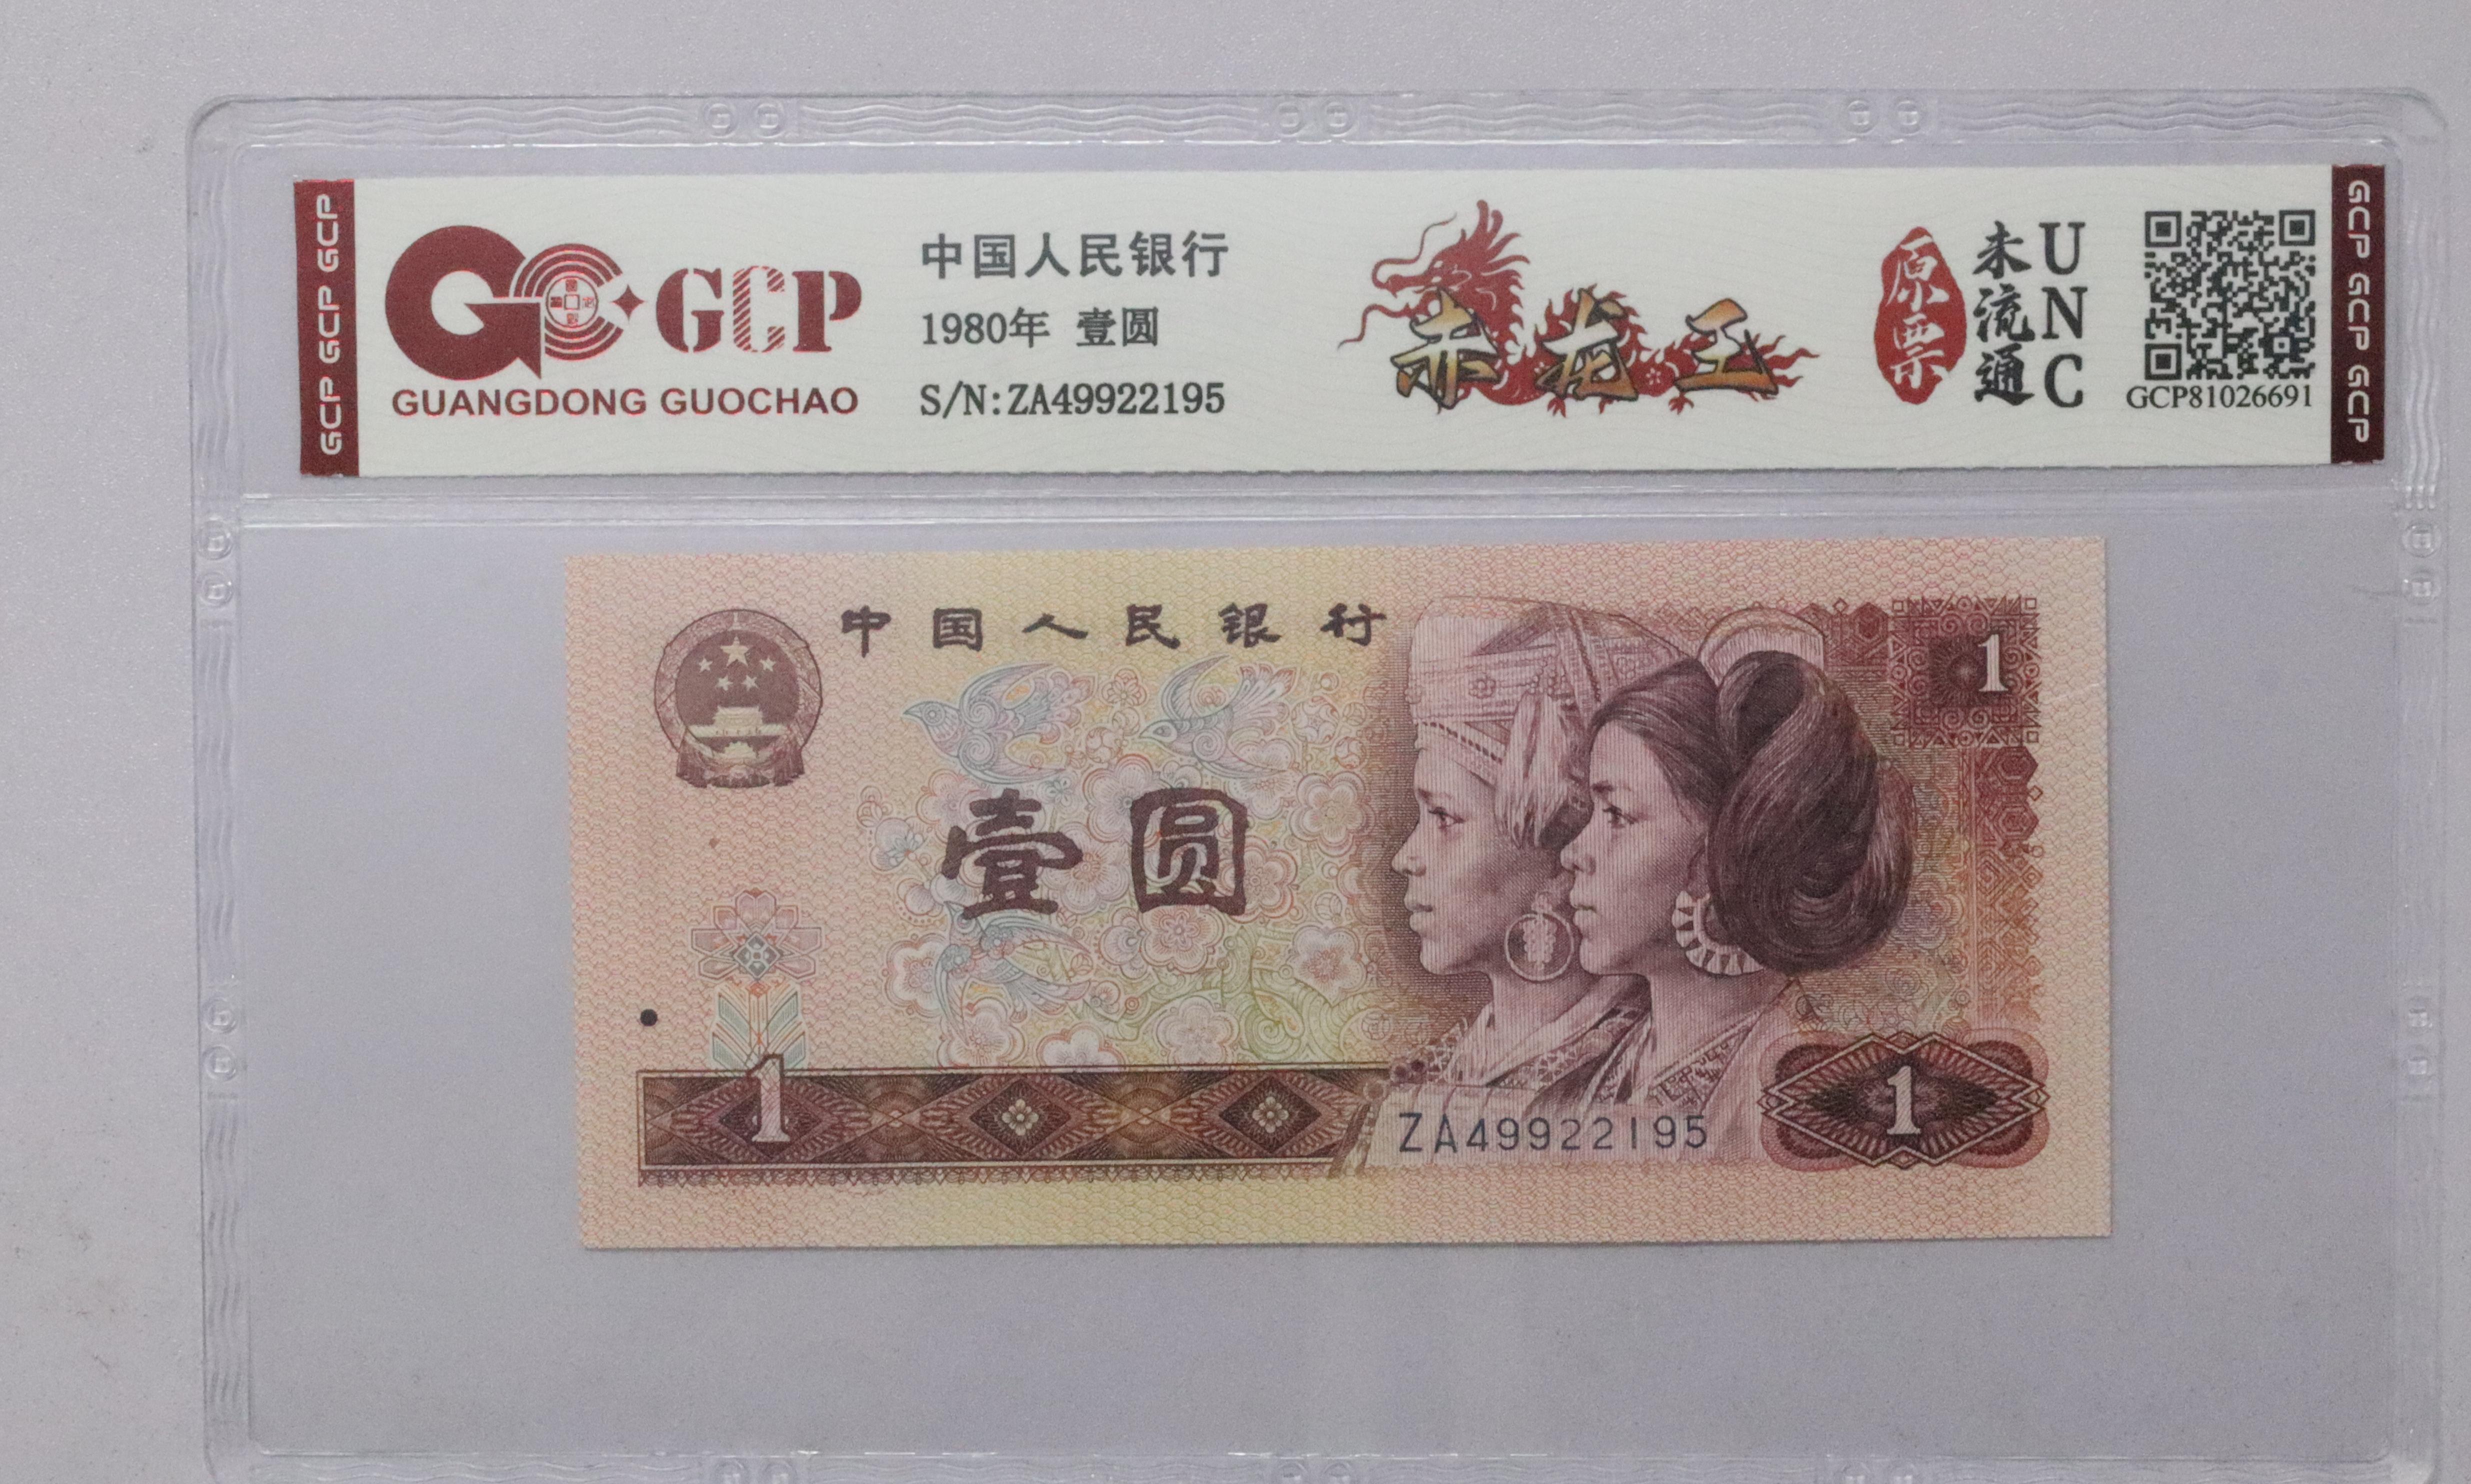 GCP GCP GCP
GCP
GUANGDONG GUOCHAO
中国人民银行
1980年 壹圆
S/N:ZA49922195
赤龙王
原票
未流通
UNC
GCP81026691
GCP GCP GCP
中国人民银行
1
壹圆
1
ZA49922195
1